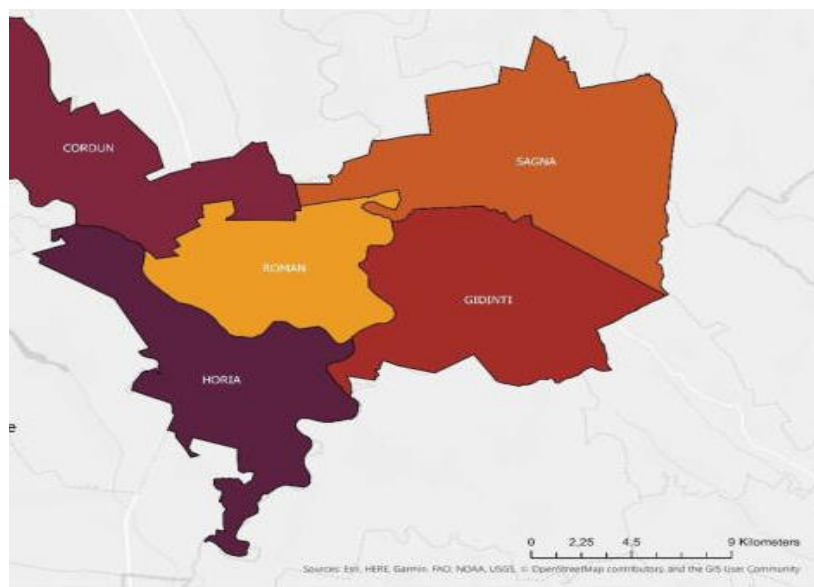 CORDUN
SAGNA
ROMAN
GIDINTI
HORIA
e
0 2,25 4,5 9 Kilometers
Sources: Esri, HERE, Garmin, FAO, NOAA, USGS, © OpenStreetMap contributors, and the GIS User Community